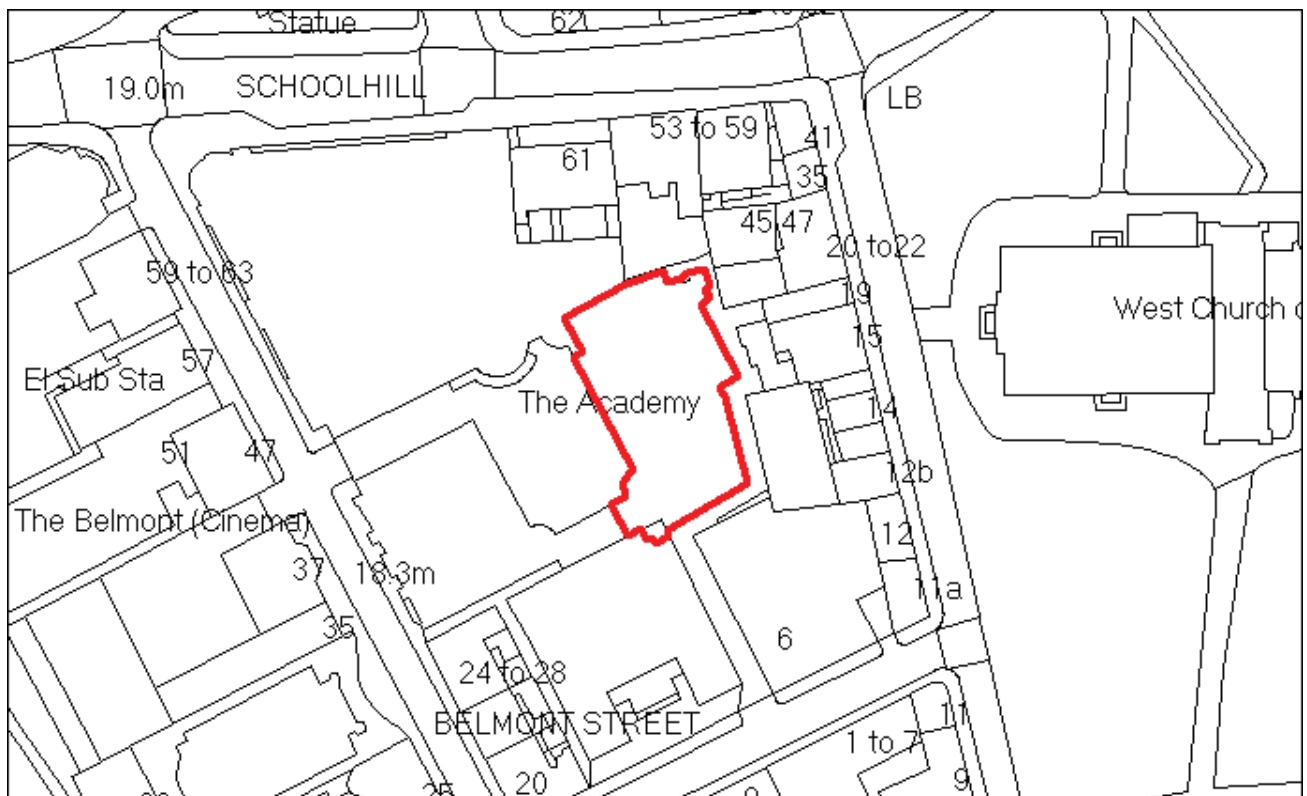 Statue
62
19.0m
SCHOOLHILL
LB
53 to 59
41
61
35
45
47
20 to22
59 to 63
19
West Church o
15
57
El Sub Sta
The Academy
14
51
47
12b
The Belmont (Cinema)
12
37
18.3m
11a
35
6
24 to 28
BELMONT STREET
11
1 to 7
20
9
25